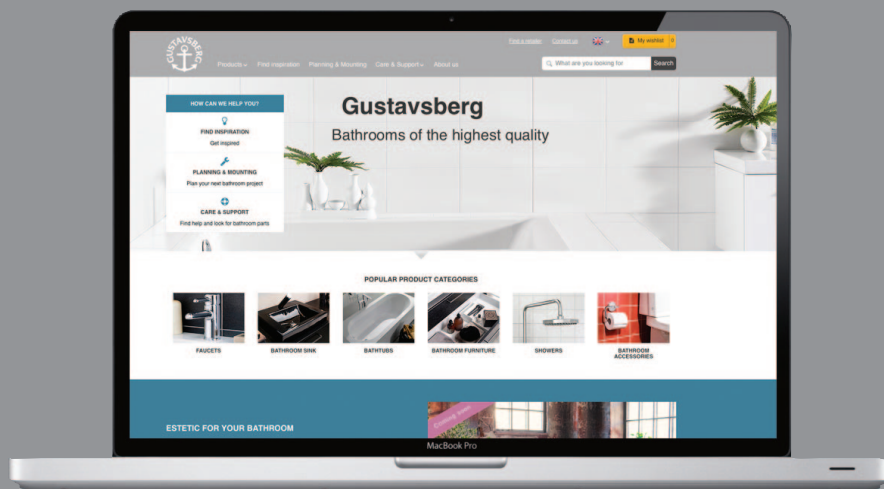 GUSTAVSBERG
Find a retailer
Contact us
My wishlist
0
Products
Find inspiration
Planning & Mounting
Care & Support
About us
What are you looking for
Search
HOW CAN WE HELP YOU?
FIND INSPIRATION
Get inspired
PLANNING & MOUNTING
Plan your next bathroom project
CARE & SUPPORT
Find help and look for bathroom parts
Gustavsberg
Bathrooms of the highest quality
POPULAR PRODUCT CATEGORIES
FAUCETS
BATHROOM SINK
BATHTUBS
BATHROOM FURNITURE
SHOWERS
BATHROOM
ACCESSORIES
ESTETIC FOR YOUR BATHROOM
Coming soon!
MacBook Pro